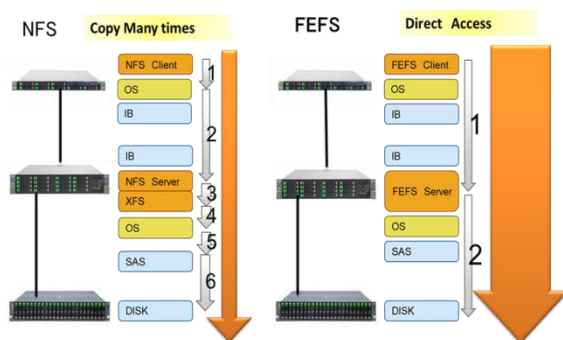 NFS
Copy Many times
NFS Client
OS
IB
IB
NFS Server
XFS
OS
SAS
DISK
1
2
3
4
5
6
FEFS
Direct Access
FEFS Client
OS
IB
IB
FEFS Server
OS
SAS
DISK
1
2